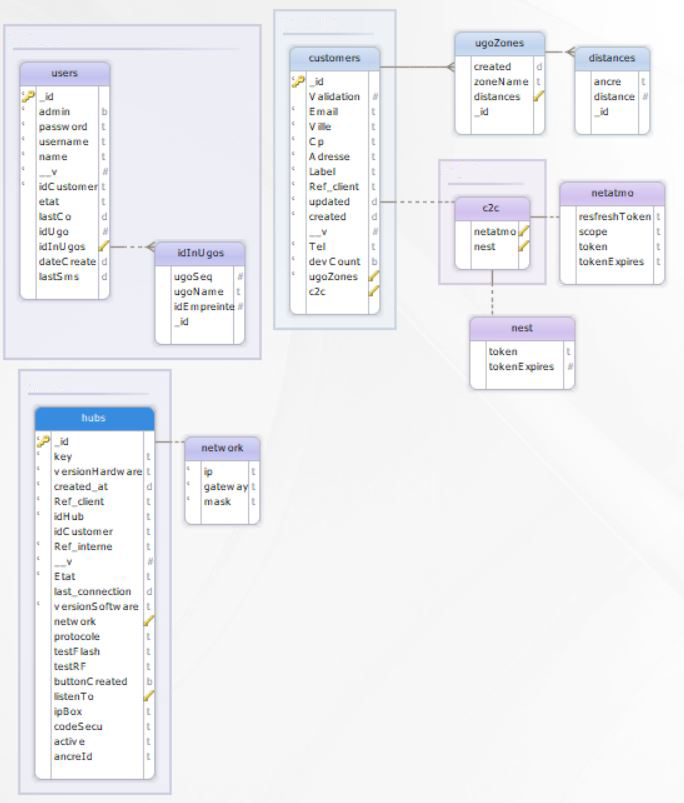 users
_id
admin b
password t
username t
name t
__v #
idCustomer t
etat t
lastCo d
idUgo #
idInUgos
dateCreate d
lastSms d
idInUgos
ugoSeq #
ugoName t
idEmpreinte #
_id
customers
_id
Validation #
Email t
Ville t
Cp t
Adresse t
Label t
Ref_client t
updated d
created d
__v #
Tel t
devCount b
ugoZones
c2c
ugoZones
created d
zoneName t
distances
_id
distances
ancre t
distance #
_id
c2c
netatmo
nest
netatmo
resfreshToken t
scope t
token t
tokenExpires t
nest
token t
tokenExpires #
hubs
_id
key t
versionHardware t
created_at d
Ref_client t
idHub t
idCustomer t
Ref_interne t
__v #
Etat t
last_connection d
versionSoftware t
network
protocole t
testFlash t
testRF t
buttonCreated b
listenTo
ipBox t
codeSecu t
active t
ancreId t
network
ip t
gateway t
mask t